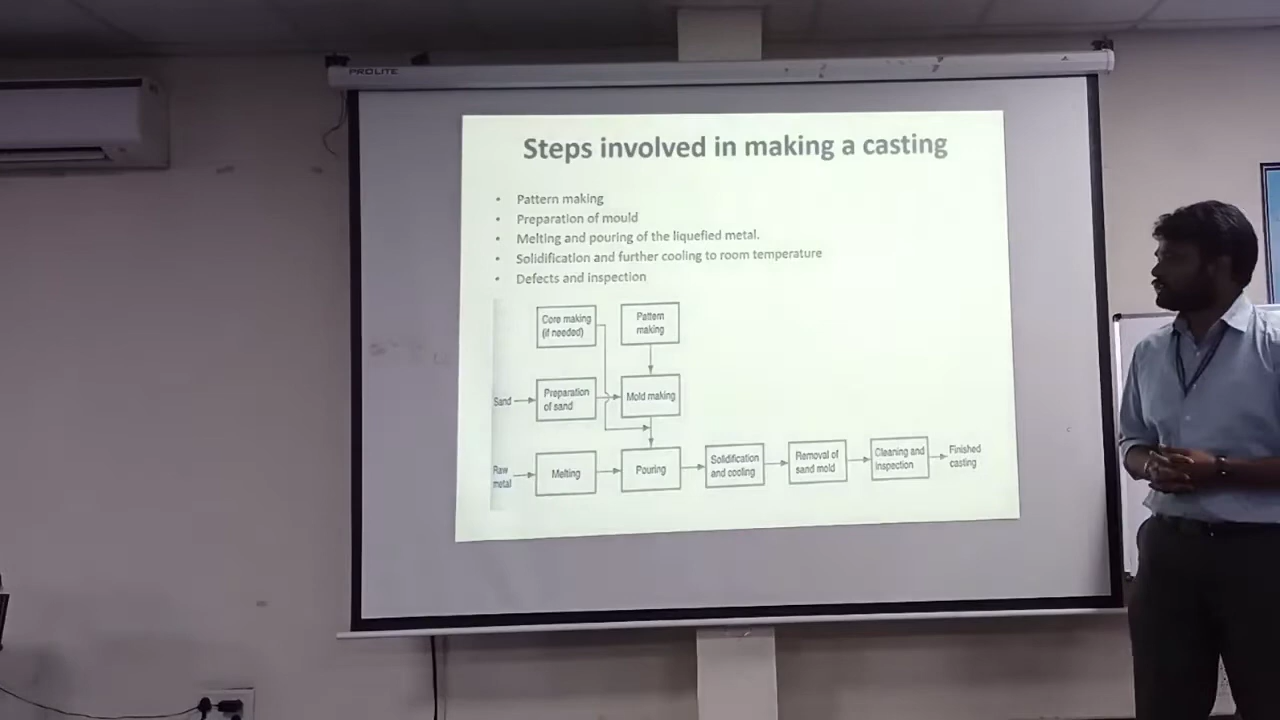 PROLITE
Steps involved in making a casting
• Pattern making
• Preparation of mould
• Melting and pouring of the liquefied metal.
• Solidification and further cooling to room temperature
• Defects and inspection
Core making
(if needed)
Pattern
making
Sand
Preparation
of sand
Mold making
Raw
metal
Melting
Pouring
Solidification
and cooling
Removal of
sand mold
Cleaning and
inspection
Finished
casting